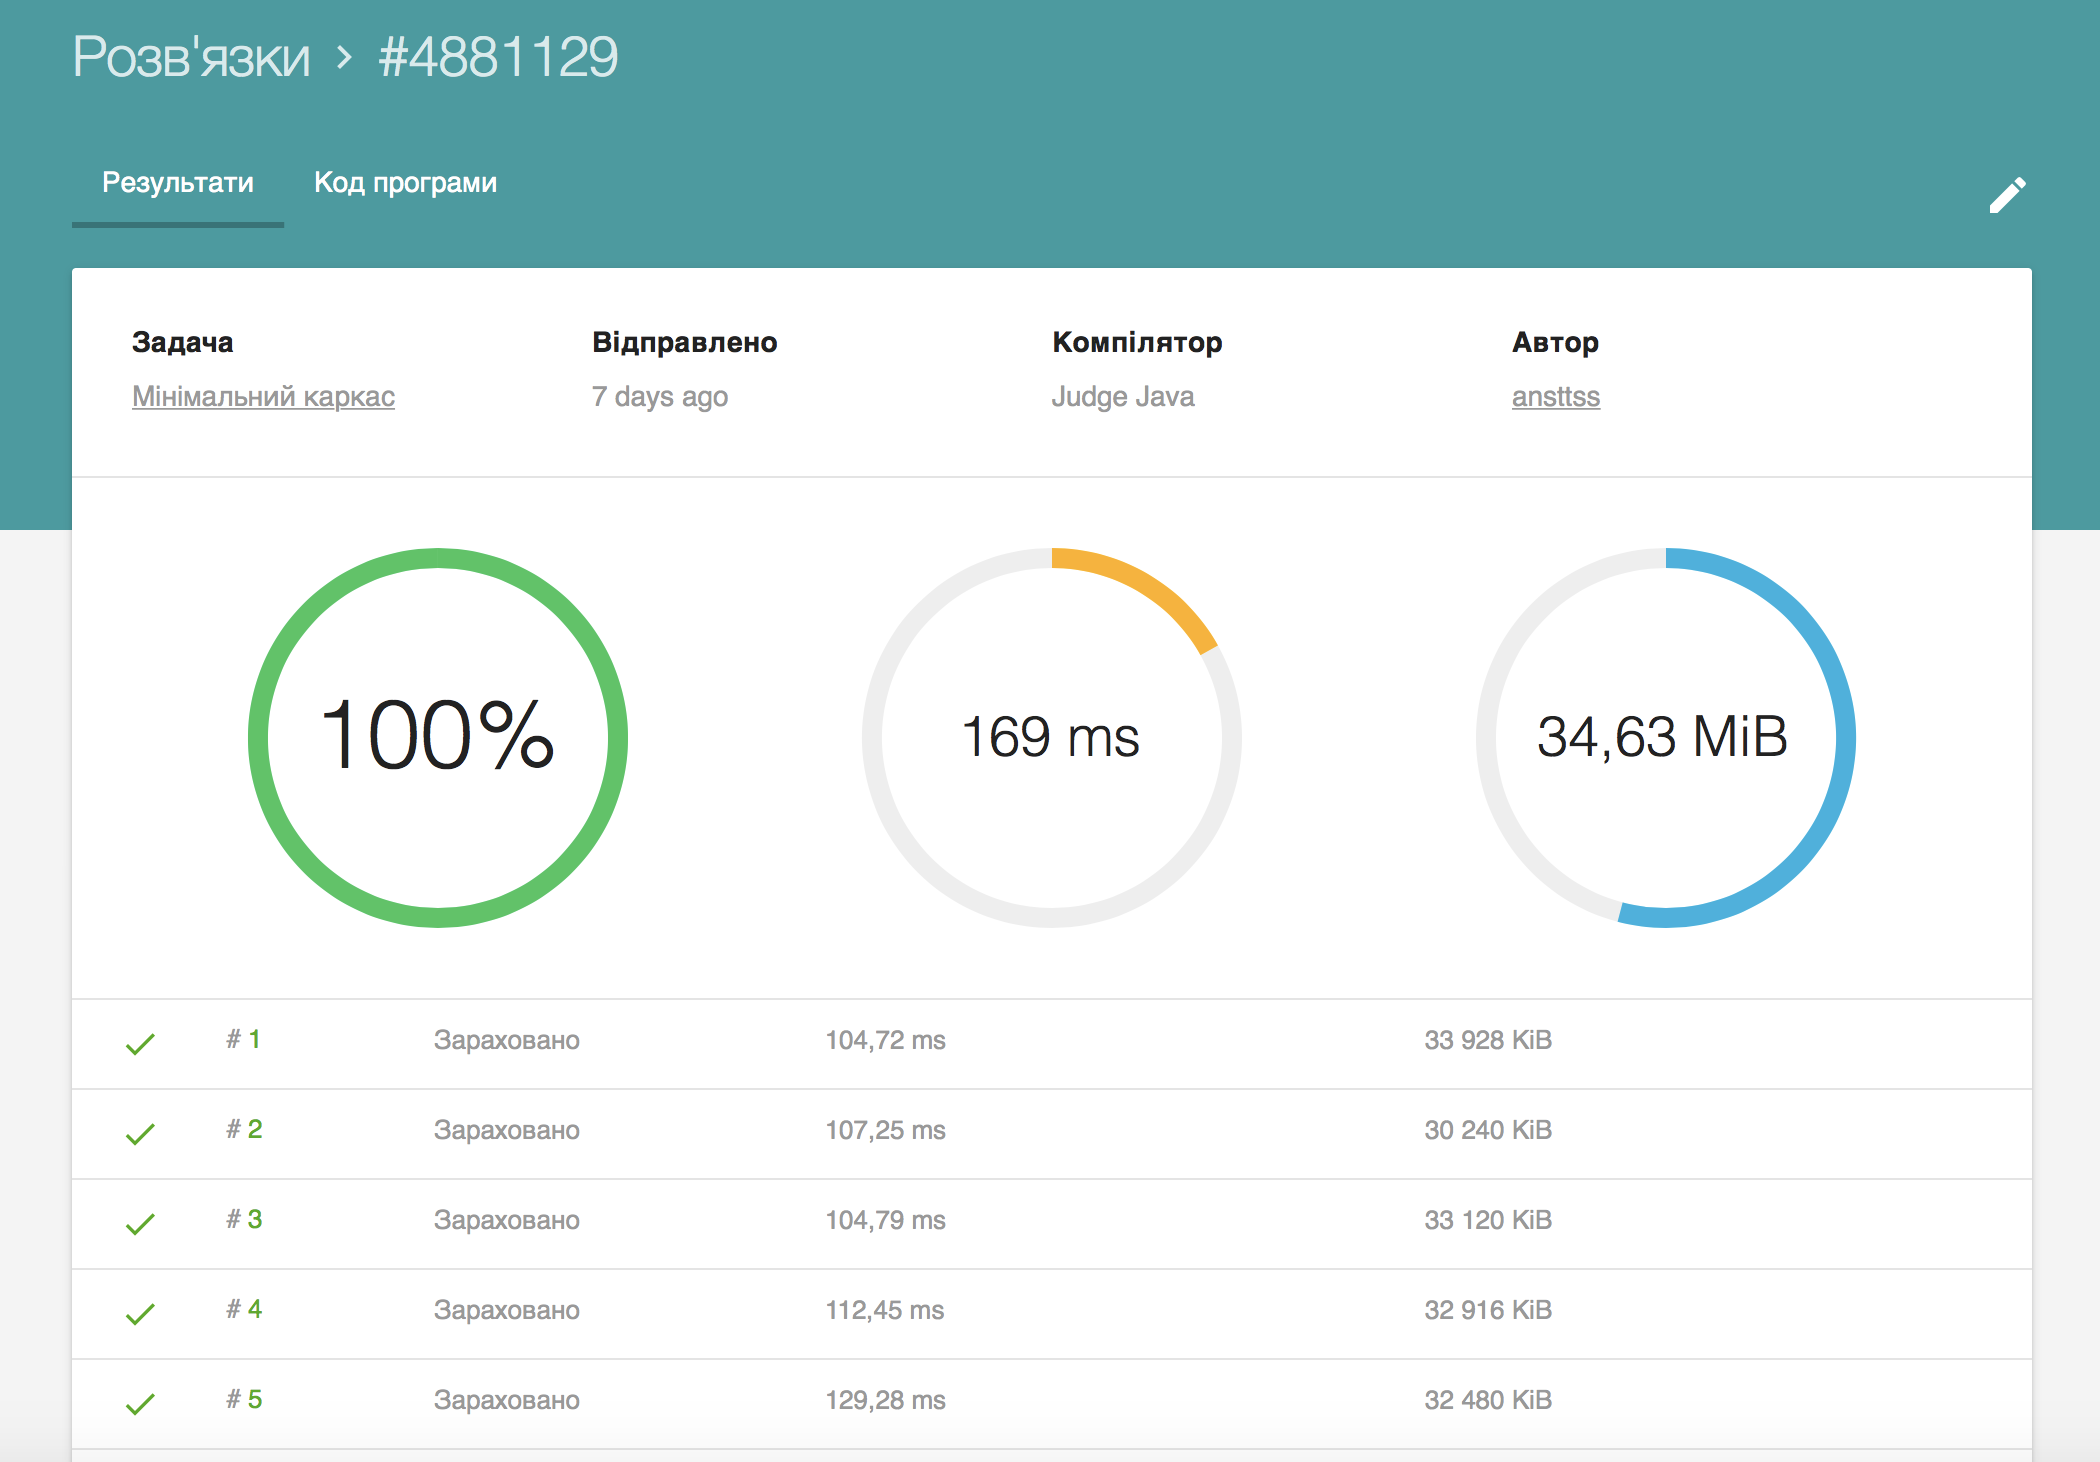 Розв'язки › #4881129
Результати Код програми
Задача Відправлено Компілятор Автор
Мінімальний каркас 7 days ago Judge Java ansttss
100% 169 ms 34,63 MiB
# 1 Зараховано 104,72 ms 33 928 KiB
# 2 Зараховано 107,25 ms 30 240 KiB
# 3 Зараховано 104,79 ms 33 120 KiB
# 4 Зараховано 112,45 ms 32 916 KiB
# 5 Зараховано 129,28 ms 32 480 KiB